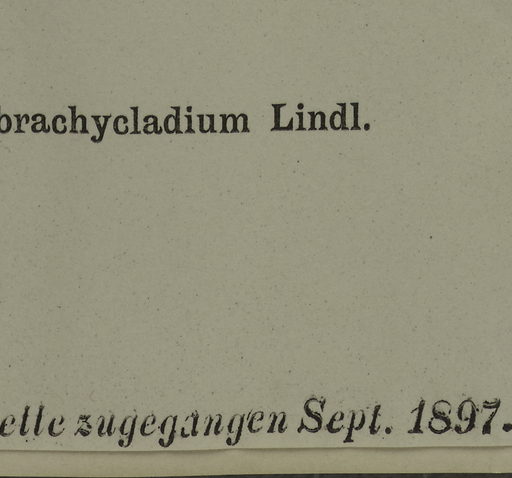 brachycladium Lindl.
elle zugegangen Sept. 1897.